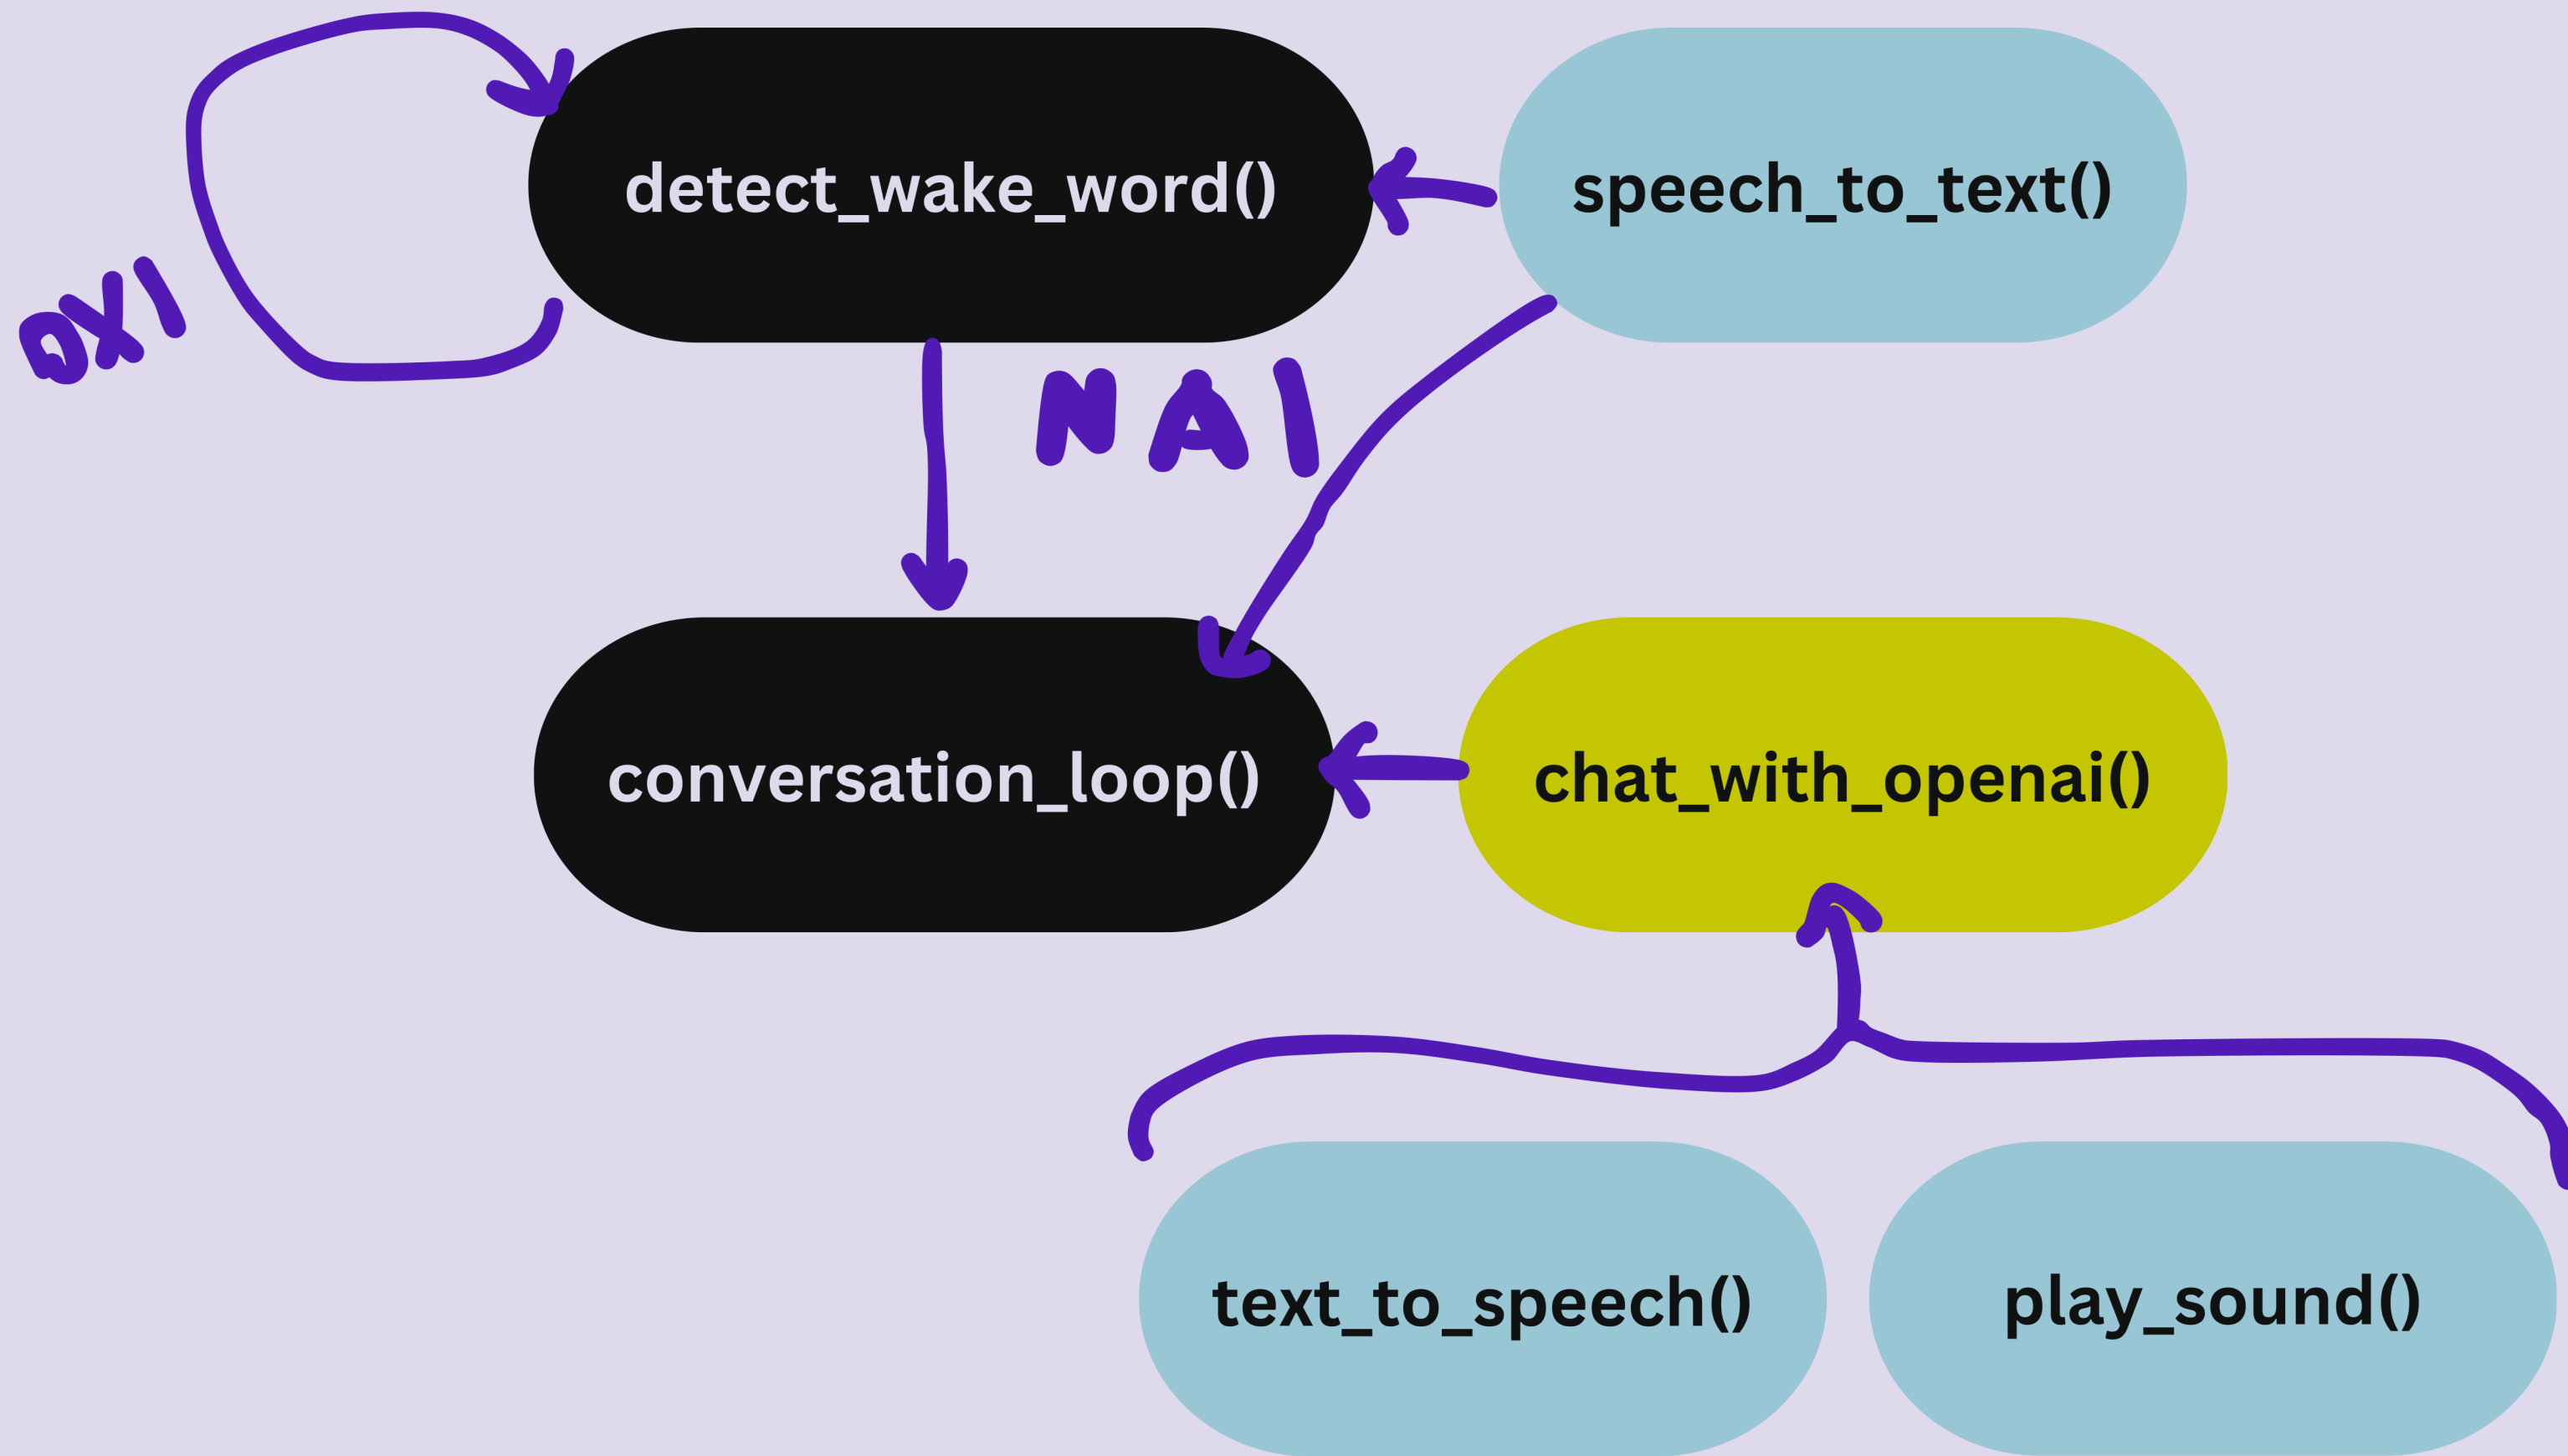 detect_wake_word()
speech_to_text()
ΟΧΙ
ΝΑΙ
conversation_loop()
chat_with_openai()
text_to_speech()
play_sound()